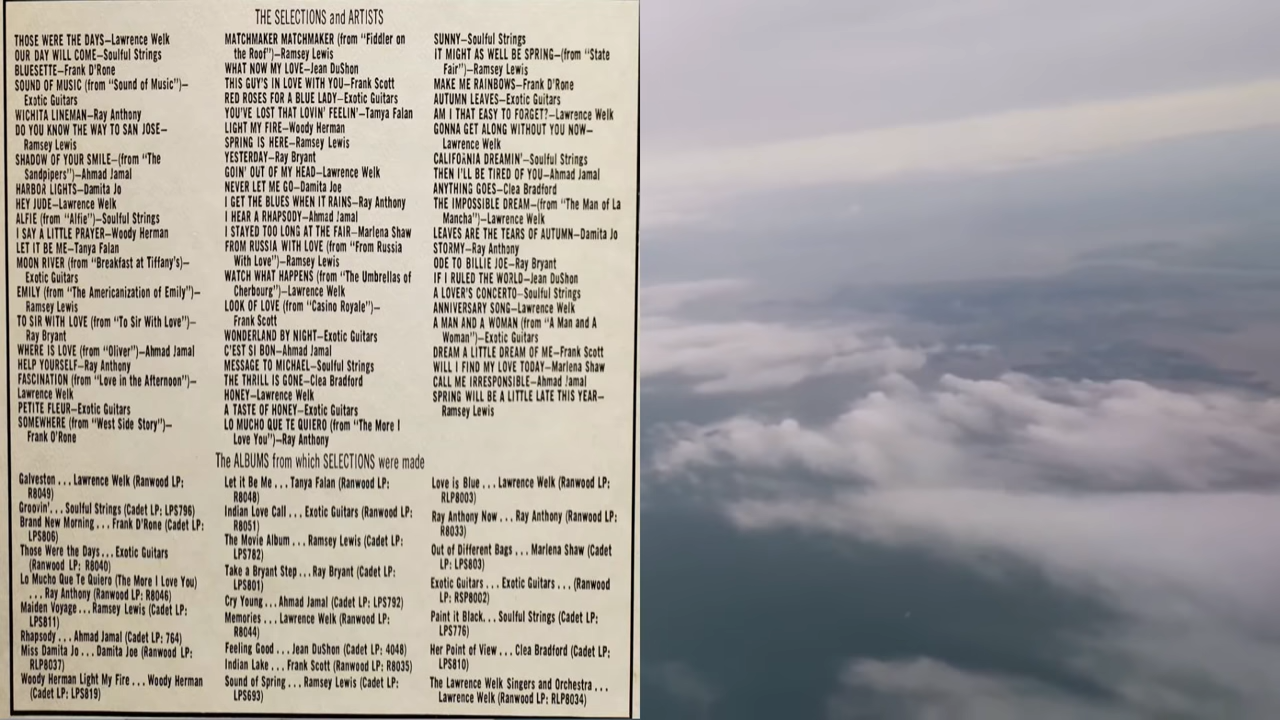 THE SELECTIONS and ARTISTS
THOSE WERE THE DAYS—Lawrence Welk
OUR DAY WILL COME—Soulful Strings
BLUESETTE—Frank D'Rone
SOUND OF MUSIC (from "Sound of Music")—
Exotic Guitars
WICHITA LINEMAN—Ray Anthony
DO YOU KNOW THE WAY TO SAN JOSE—
Ramsey Lewis
SHADOW OF YOUR SMILE—(from "The
Sandpipers")—Ahmad Jamal
HARBOR LIGHTS—Damita Jo
HEY JUDE—Lawrence Welk
ALFIE (from "Alfie")—Soulful Strings
I SAY A LITTLE PRAYER—Woody Herman
LET IT BE ME—Tanya Falan
MOON RIVER (from "Breakfast at Tiffany's)—
Exotic Guitars
EMILY (from "The Americanization of Emily")—
Ramsey Lewis
TO SIR WITH LOVE (from "To Sir With Love")—
Ray Bryant
WHERE IS LOVE (from "Oliver")—Ahmad Jamal
HELP YOURSELF—Ray Anthony
FASCINATION (from "Love in the Afternoon")—
Lawrence Welk
PETITE FLEUR—Exotic Guitars
SOMEWHERE (from "West Side Story")—
Frank O'Rone
MATCHMAKER MATCHMAKER (from "Fiddler on
the Roof")—Ramsey Lewis
WHAT NOW MY LOVE—Jean DuShon
THIS GUY'S IN LOVE WITH YOU—Frank Scott
RED ROSES FOR A BLUE LADY—Exotic Guitars
YOU'VE LOST THAT LOVIN' FEELIN'—Tamya Falan
LIGHT MY FIRE—Woody Herman
SPRING IS HERE—Ramsey Lewis
YESTERDAY—Ray Bryant
GOIN' OUT OF MY HEAD—Lawrence Welk
NEVER LET ME GO—Damita Joe
I GET THE BLUES WHEN IT RAINS—Ray Anthony
I HEAR A RHAPSODY—Ahmad Jamal
I STAYED TOO LONG AT THE FAIR—Marlena Shaw
FROM RUSSIA WITH LOVE (from "From Russia
With Love")—Ramsey Lewis
WATCH WHAT HAPPENS (from "The Umbrellas of
Cherbourg")—Lawrence Welk
LOOK OF LOVE (from "Casino Royale")—
Frank Scott
WONDERLAND BY NIGHT—Exotic Guitars
C'EST SI BON—Ahmad Jamal
MESSAGE TO MICHAEL—Soulful Strings
THE THRILL IS GONE—Clea Bradford
HONEY—Lawrence Welk
A TASTE OF HONEY—Exotic Guitars
LO MUCHO QUE TE QUIERO (from "The More I
Love You")—Ray Anthony
SUNNY—Soulful Strings
IT MIGHT AS WELL BE SPRING—(from "State
Fair")—Ramsey Lewis
MAKE ME RAINBOWS—Frank D'Rone
AUTUMN LEAVES—Exotic Guitars
AM I THAT EASY TO FORGET?—Lawrence Welk
GONNA GET ALONG WITHOUT YOU NOW—
Lawrence Welk
CALIFORNIA DREAMIN'—Soulful Strings
THEN I'LL BE TIRED OF YOU—Ahmad Jamal
ANYTHING GOES—Clea Bradford
THE IMPOSSIBLE DREAM—(from "The Man of La
Mancha")—Lawrence Welk
LEAVES ARE THE TEARS OF AUTUMN—Damita Jo
STORMY—Ray Anthony
ODE TO BILLIE JOE—Ray Bryant
IF I RULED THE WORLD—Jean DuShon
A LOVER'S CONCERTO—Soulful Strings
ANNIVERSARY SONG—Lawrence Welk
A MAN AND A WOMAN (from "A Man and A
Woman")—Exotic Guitars
DREAM A LITTLE DREAM OF ME—Frank Scott
WILL I FIND MY LOVE TODAY—Marlena Shaw
CALL ME IRRESPONSIBLE—Ahmad Jamal
SPRING WILL BE A LITTLE LATE THIS YEAR—
Ramsey Lewis
The ALBUMS from which SELECTIONS were made
Galveston . . . Lawrence Welk (Ranwood LP:
R8049)
Groovin'. . . Soulful Strings (Cadet LP: LPS796)
Brand New Morning . . . Frank D'Rone (Cadet LP:
LPS806)
Those Were the Days . . . Exotic Guitars
(Ranwood LP: R8040)
Lo Mucho Que Te Quiero (The More I Love You)
. . . Ray Anthony (Ranwood LP: R8046)
Maiden Voyage . . . Ramsey Lewis (Cadet LP:
LPS811)
Rhapsody . . . Ahmad Jamal (Cadet LP: 764)
Miss Damita Jo . . . Damita Joe (Ranwood LP:
RLP8037)
Woody Herman Light My Fire . . . Woody Herman
(Cadet LP: LPS819)
Let it Be Me . . . Tanya Falan (Ranwood LP:
R8048)
Indian Love Call . . . Exotic Guitars (Ranwood LP:
R8051)
The Movie Album . . . Ramsey Lewis (Cadet LP:
LPS782)
Take a Bryant Step . . . Ray Bryant (Cadet LP:
LPS801)
Cry Young . . . Ahmad Jamal (Cadet LP: LPS792)
Memories . . . Lawrence Welk (Ranwood LP:
R8044)
Feeling Good . . . Jean DuShon (Cadet LP: 4048)
Indian Lake . . . Frank Scott (Ranwood LP: R8035)
Sound of Spring . . . Ramsey Lewis (Cadet LP:
LPS693)
Love is Blue . . . Lawrence Welk (Ranwood LP:
RLP8003)
Ray Anthony Now . . . Ray Anthony (Ranwood LP:
R8033)
Out of Different Bags . . . Marlena Shaw (Cadet
LP: LPS803)
Exotic Guitars . . . Exotic Guitars . . . (Ranwood
LP: RSP8002)
Paint it Black. . . Soulful Strings (Cadet LP:
LPS776)
Her Point of View . . . Clea Bradford (Cadet LP:
LPS810)
The Lawrence Welk Singers and Orchestra . . .
Lawrence Welk (Ranwood LP: RLP8034)